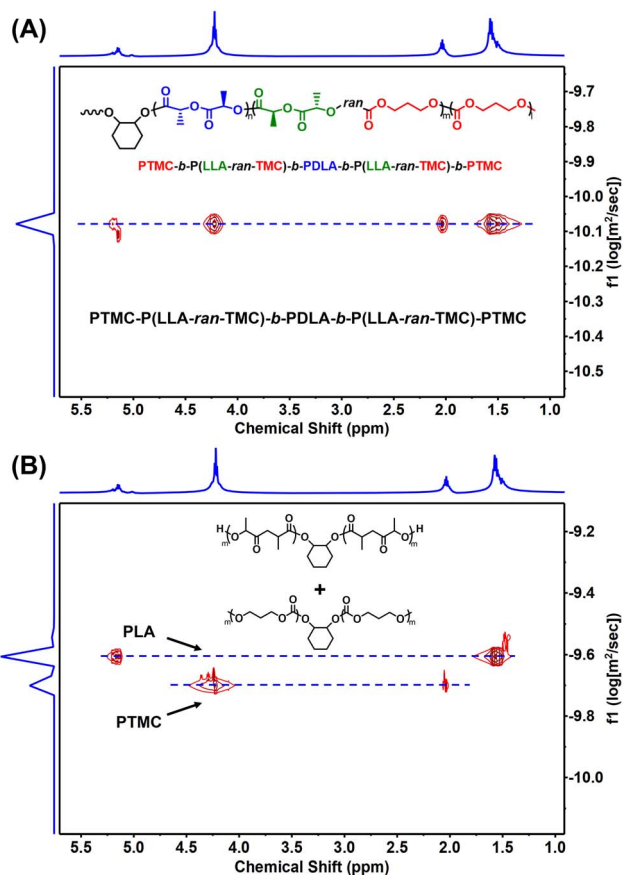 (A)
O O O O O O O O ran O O O O O
n m m
PTMC-b-P(LLA-ran-TMC)-b-PDLA-b-P(LLA-ran-TMC)-b-PTMC
PTMC-P(LLA-ran-TMC)-b-PDLA-b-P(LLA-ran-TMC)-PTMC
-9.7
-9.8
-9.9
-10.0
-10.1
-10.2
-10.3
-10.4
-10.5
f1 (log[m²/sec])
5.5 5.0 4.5 4.0 3.5 3.0 2.5 2.0 1.5 1.0
Chemical Shift (ppm)
(B)
H O O O O O O O O H
m m
+
O O O O O O O O
m m
PLA
PTMC
-9.2
-9.4
-9.6
-9.8
-10.0
f1 (log[m²/sec])
5.5 5.0 4.5 4.0 3.5 3.0 2.5 2.0 1.5 1.0
Chemical Shift (ppm)